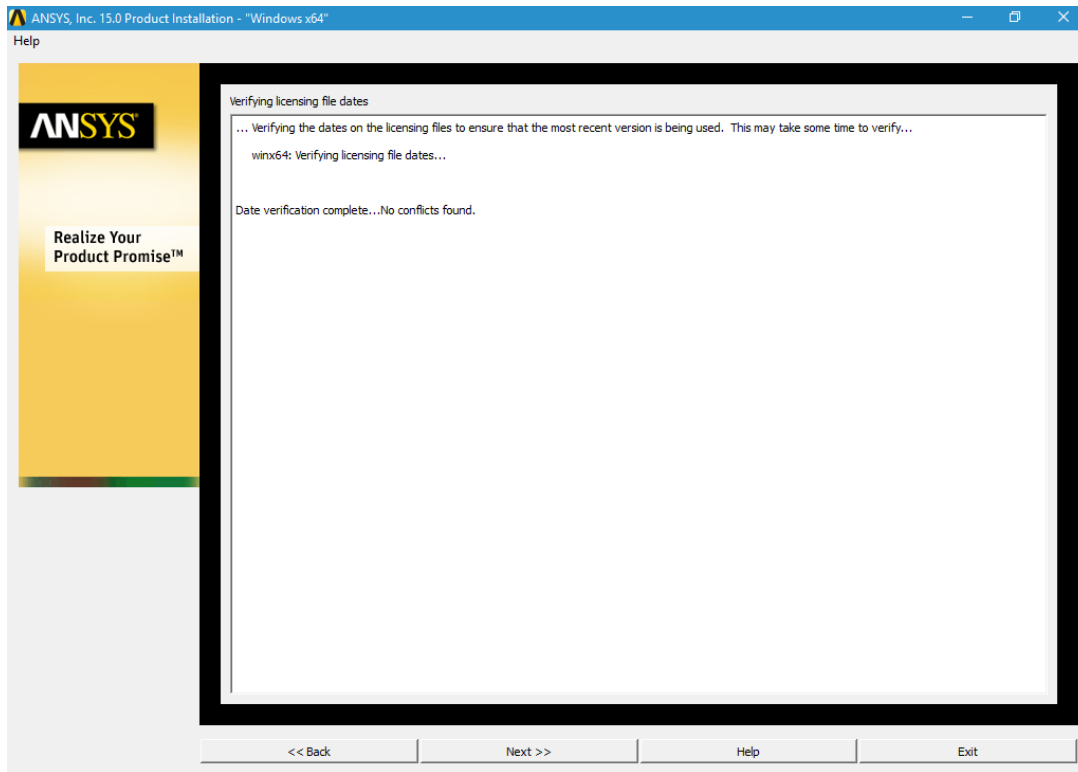 ANSYS, Inc. 15.0 Product Installation - "Windows x64"
Help
ANSYS®
Realize Your
Product Promise™
Verifying licensing file dates
... Verifying the dates on the licensing files to ensure that the most recent version is being used.  This may take some time to verify...
winx64: Verifying licensing file dates...
Date verification complete...No conflicts found.
<< Back
Next >>
Help
Exit